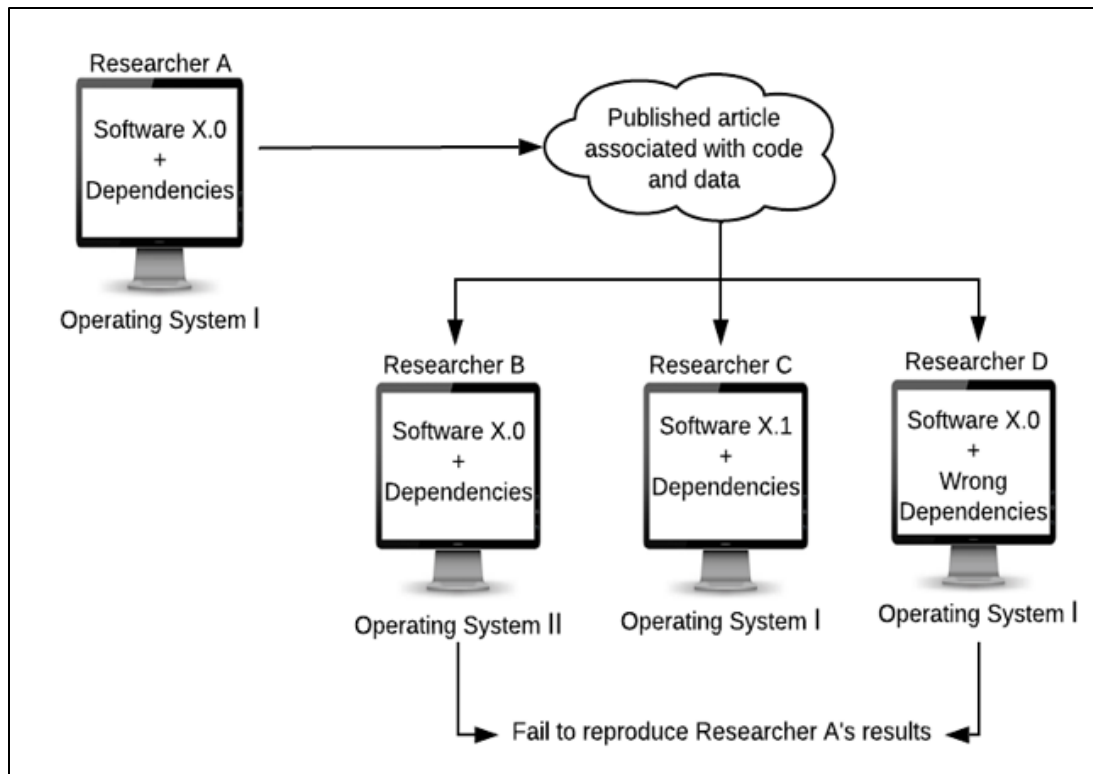 Researcher A
Software X.0
+
Dependencies
Operating System I
Published article
associated with code
and data
Researcher B
Software X.0
+
Dependencies
Operating System II
Researcher C
Software X.1
+
Dependencies
Operating System I
Researcher D
Software X.0
+
Wrong
Dependencies
Operating System I
Fail to reproduce Researcher A's results